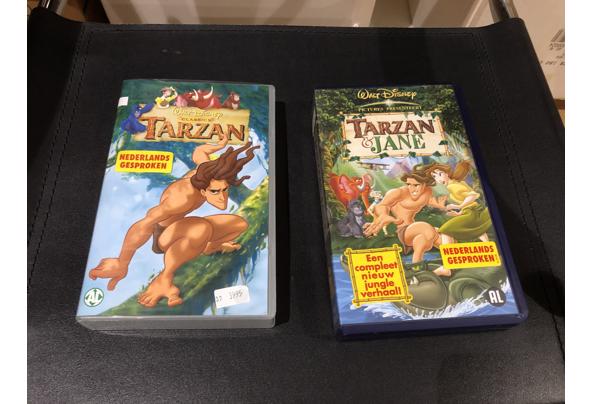 WALT DISNEY
CLASSICS
TARZAN
NEDERLANDS
GESPROKEN
AL
WALT DISNEY
PICTURES PRESENTEERT
TARZAN
& JANE
Een
compleet
nieuw
jungle
verhaal!
NEDERLANDS
GESPROKEN!
AL